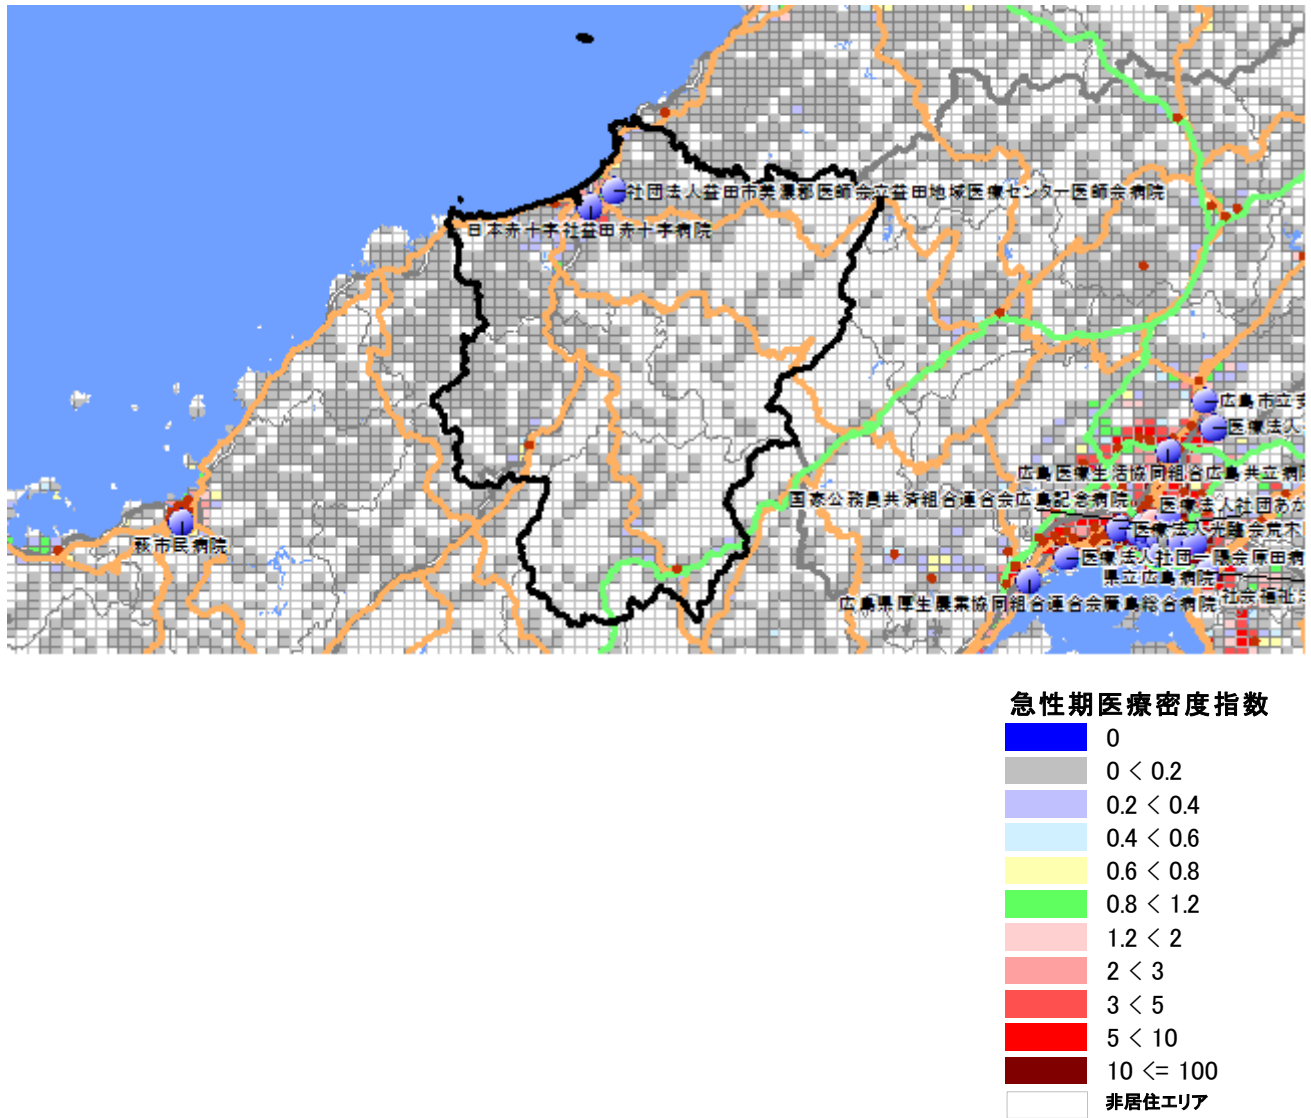 社団法人益田市美濃郡医師会立益田地域医療センター医師会病院
日本赤十字社益田赤十字病院
広島市立
医療法人
広島医療生活協同組合広島共立病
国家公務員共済組合連合会広島記念病院
医療法人社団あか
医療法人光臨会荒木
萩市民病院
医療法人社団一陽会原田病
県立広島病院
社会福祉
広島県厚生農業協同組合連合会廣島総合病院
急性期医療密度指数
0
0 < 0.2
0.2 < 0.4
0.4 < 0.6
0.6 < 0.8
0.8 < 1.2
1.2 < 2
2 < 3
3 < 5
5 < 10
10 <= 100
非居住エリア